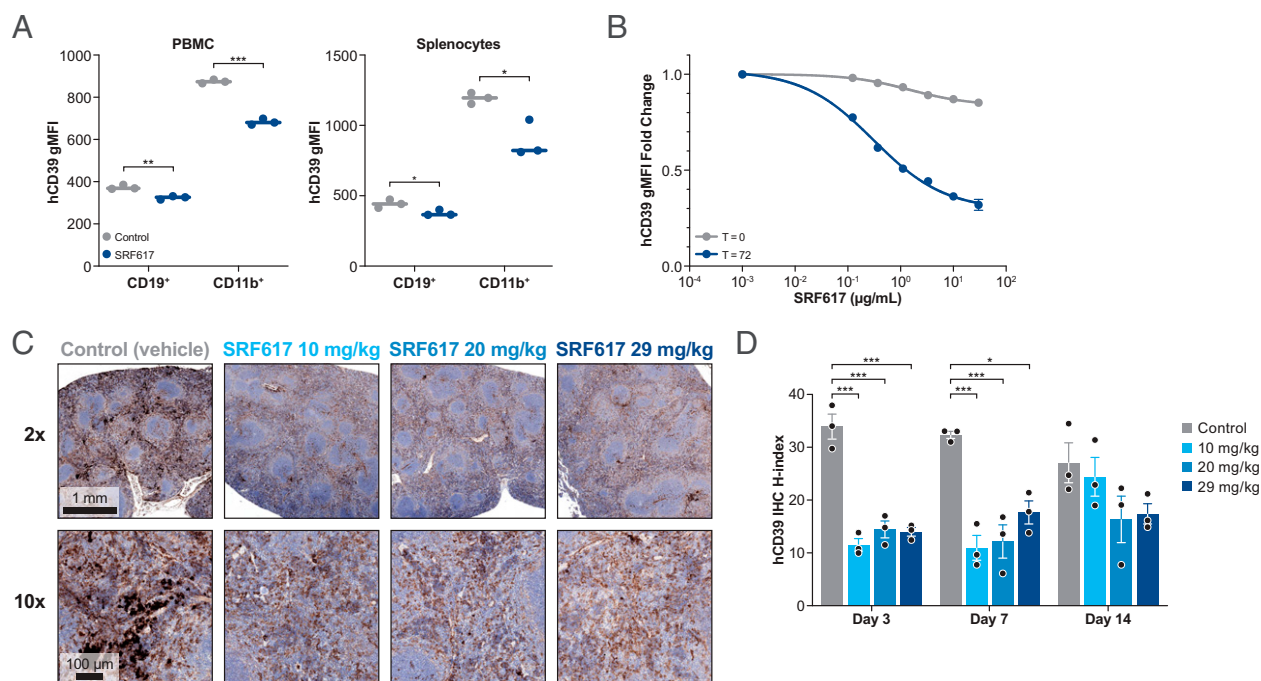 A
PBMC
hCD39 gMFI
1000
800
600
400
200
0
***
**
Control
SRF617
CD19⁺
CD11b⁺
Splenocytes
hCD39 gMFI
1500
1000
500
0
*
*
CD19⁺
CD11b⁺
B
hCD39 gMFI Fold Change
1.0
0.5
0.0
T = 0
T = 72
10⁻⁴
10⁻³
10⁻²
10⁻¹
10⁰
10¹
10²
SRF617 (µg/mL)
C
Control (vehicle)
SRF617 10 mg/kg
SRF617 20 mg/kg
SRF617 29 mg/kg
2x
1 mm
10x
100 µm
D
hCD39 IHC H-index
40
30
20
10
0
***
***
***
*
***
***
Day 3
Day 7
Day 14
Control
10 mg/kg
20 mg/kg
29 mg/kg